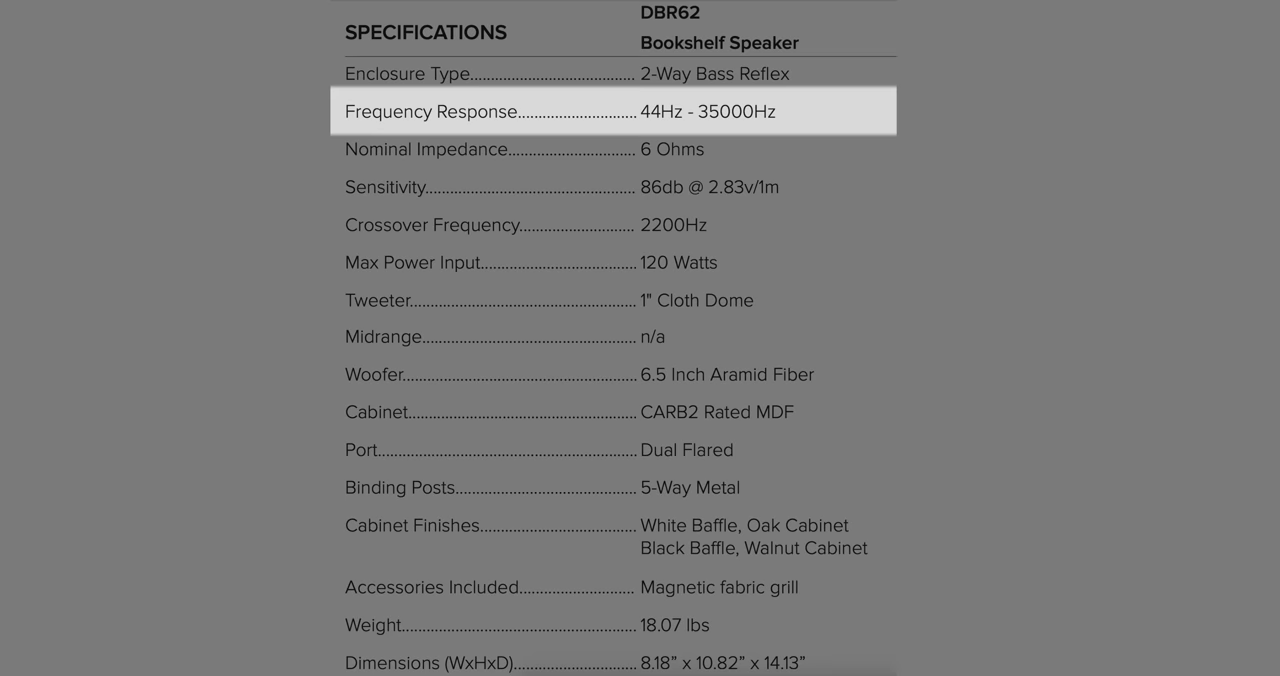 DBR62
SPECIFICATIONS
Bookshelf Speaker
Enclosure Type....................................... 2-Way Bass Reflex
Frequency Response............................ 44Hz - 35000Hz
Nominal Impedance.............................. 6 Ohms
Sensitivity................................................. 86db @ 2.83v/1m
Crossover Frequency........................... 2200Hz
Max Power Input..................................... 120 Watts
Tweeter..................................................... 1" Cloth Dome
Midrange.................................................. n/a
Woofer....................................................... 6.5 Inch Aramid Fiber
Cabinet...................................................... CARB2 Rated MDF
Port............................................................. Dual Flared
Binding Posts........................................... 5-Way Metal
Cabinet Finishes..................................... White Baffle, Oak Cabinet
Black Baffle, Walnut Cabinet
Accessories Included........................... Magnetic fabric grill
Weight....................................................... 18.07 lbs
Dimensions (WxHxD)............................. 8.18” x 10.82” x 14.13”